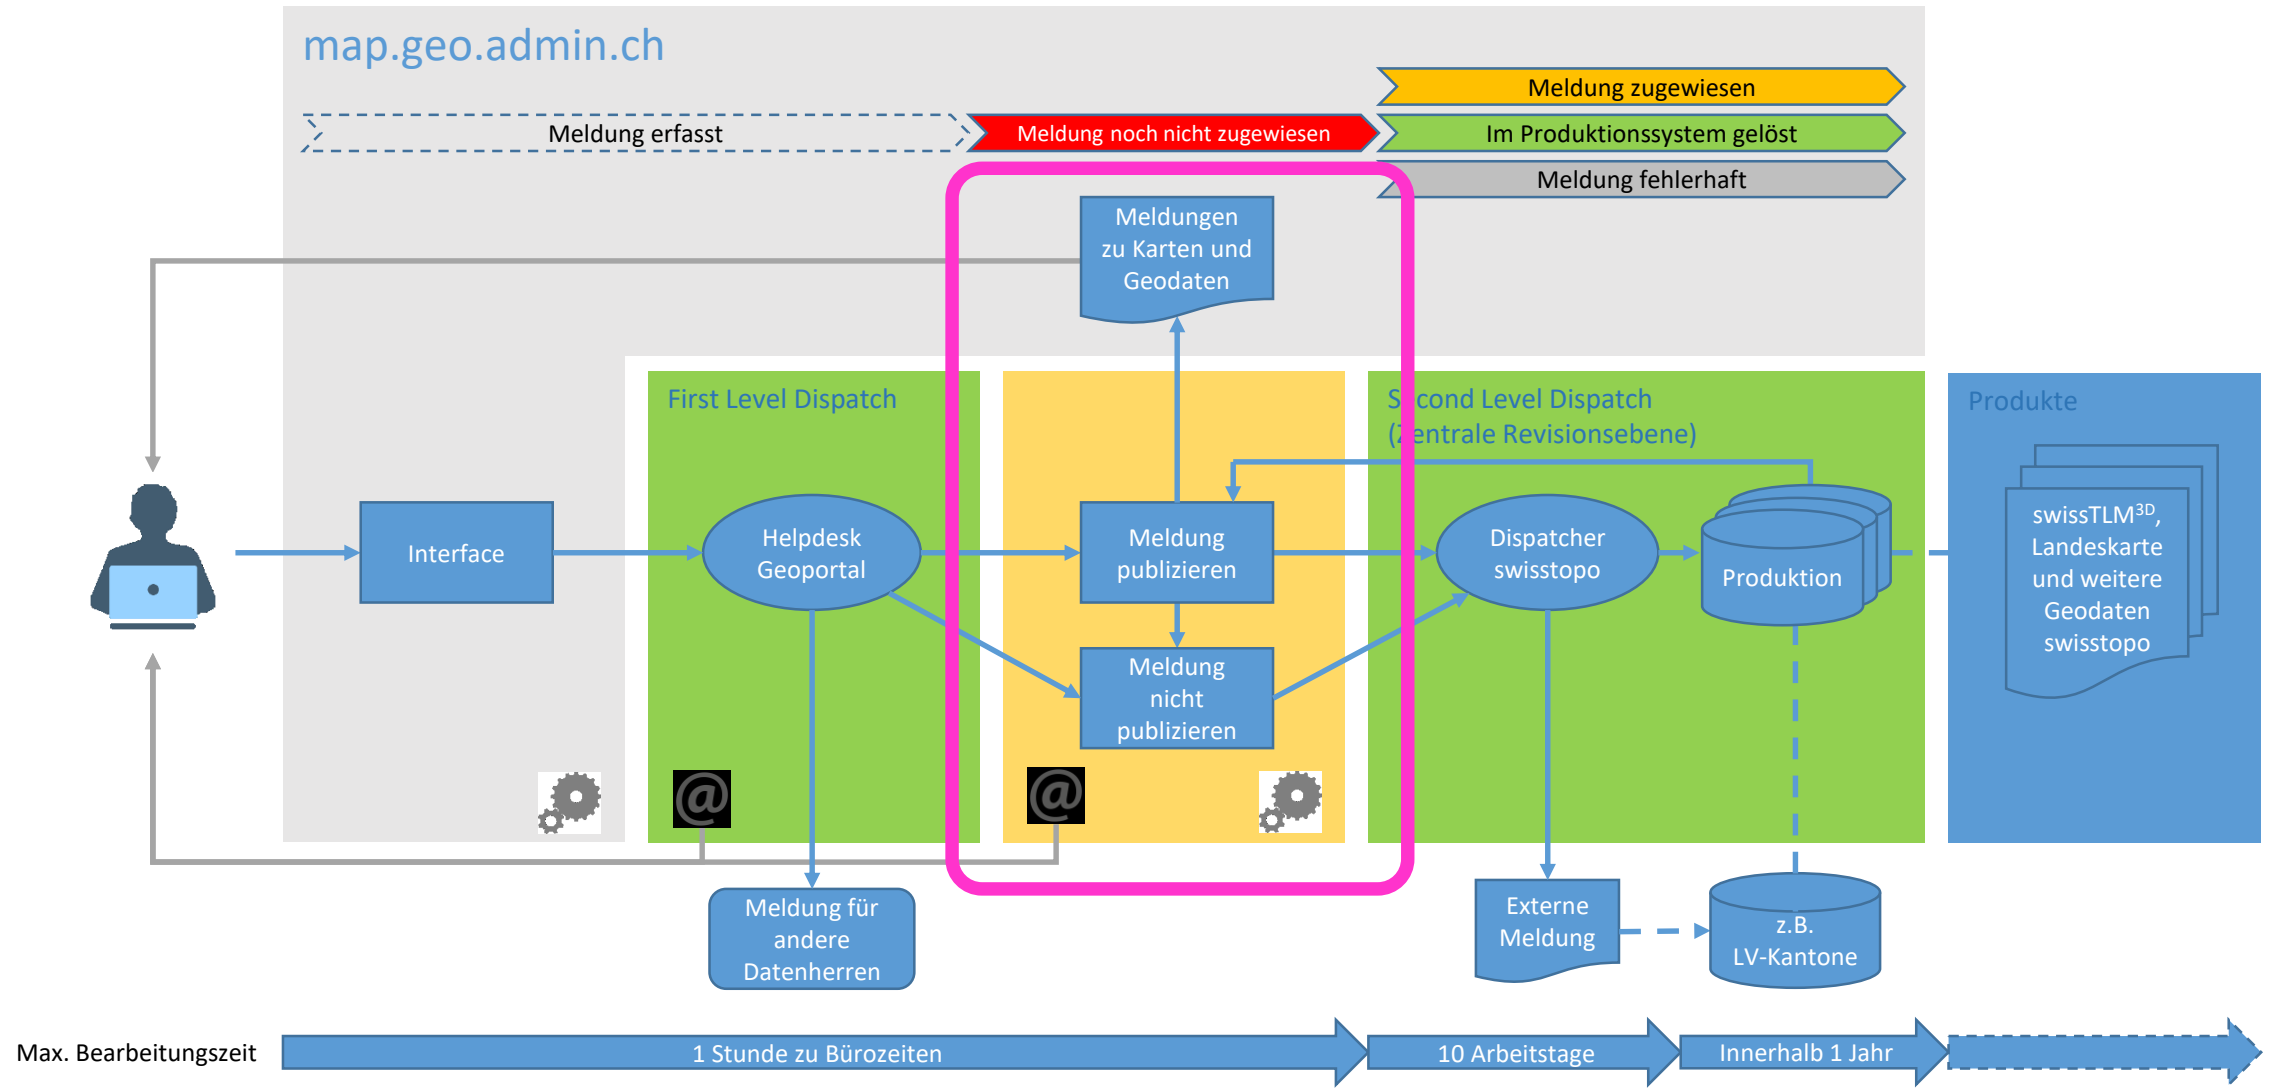 map.geo.admin.ch
Meldung zugewiesen
Meldung erfasst
Meldung noch nicht zugewiesen
Im Produktionssystem gelöst
Meldung fehlerhaft
Meldungen
zu Karten und
Geodaten
First Level Dispatch
Second Level Dispatch
(Zentrale Revisionsebene)
Produkte
Interface
Helpdesk
Geoportal
Meldung
publizieren
Dispatcher
swisstopo
Produktion
swissTLM3D,
Landeskarte
und weitere
Geodaten
swisstopo
Meldung
nicht
publizieren
@
@
Meldung für
andere
Datenherren
Externe
Meldung
z.B.
LV-Kantone
Max. Bearbeitungszeit
1 Stunde zu Bürozeiten
10 Arbeitstage
Innerhalb 1 Jahr